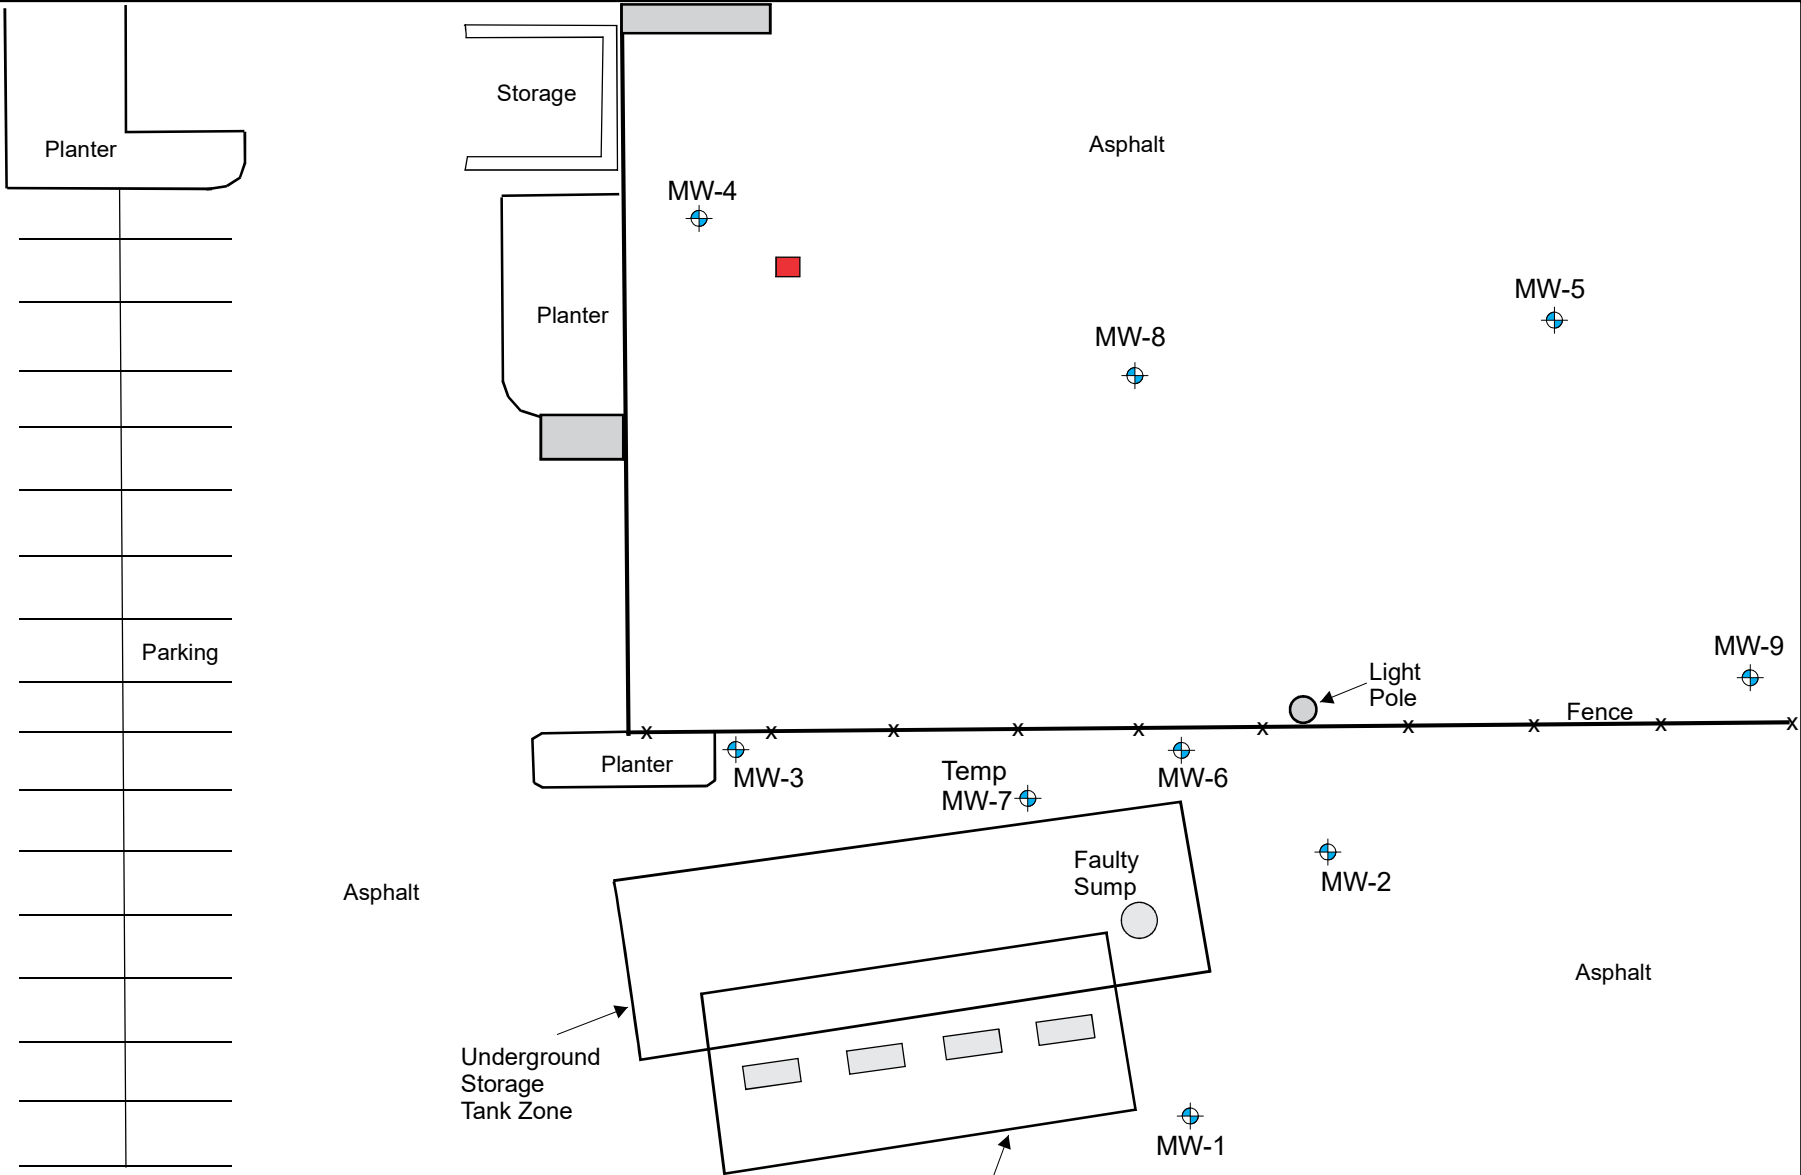 Storage
Planter
Asphalt
MW-4
MW-5
Planter
MW-8
Parking
MW-9
Light
Pole
Fence
x x x x x x x x x x
Planter
MW-3
Temp
MW-7
MW-6
Faulty
Sump
MW-2
Asphalt
Asphalt
Underground
Storage
Tank Zone
MW-1